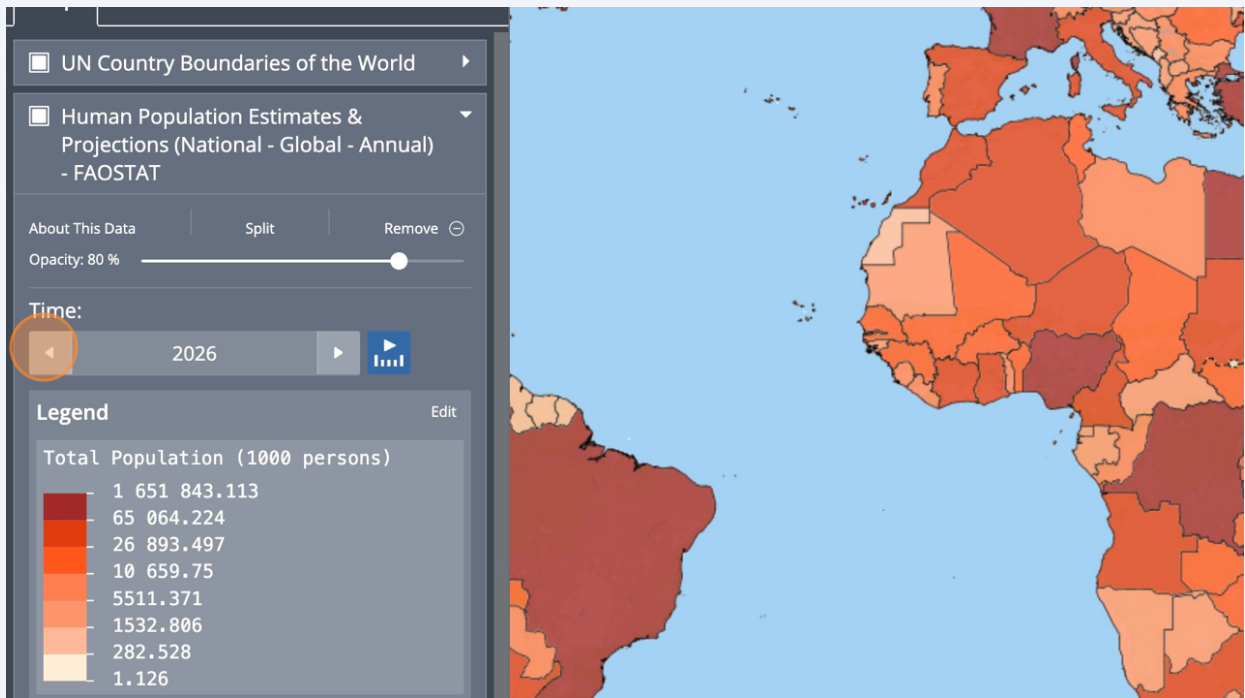 UN Country Boundaries of the World
Human Population Estimates &
Projections (National - Global - Annual)
- FAOSTAT
About This Data
Split
Remove
Opacity: 80 %
Time:
2026
Legend
Edit
Total Population (1000 persons)
1 651 843.113
65 064.224
26 893.497
10 659.75
5511.371
1532.806
282.528
1.126